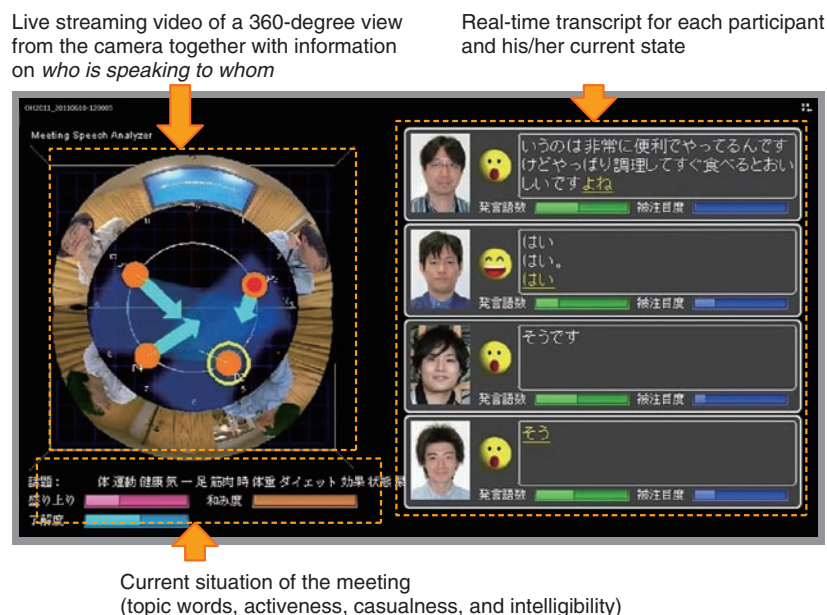 Live streaming video of a 360-degree view
from the camera together with information
on who is speaking to whom
Real-time transcript for each participant
and his/her current state
OH2011_20110610-120005
Meeting Speech Analyzer
いうのは非常に便利でやってるんです
けどやっぱり調理してすぐ食べるとおい
しいですよね
発言語数 被注目度
はい
はい。
はい
発言語数 被注目度
そうです
発言語数 被注目度
そう
発言語数 被注目度
話題： 体 運動 健康 気 一 足 筋肉 時 体重 ダイエット 効果 状態
盛り上り 和み度
了解度
Current situation of the meeting
(topic words, activeness, casualness, and intelligibility)